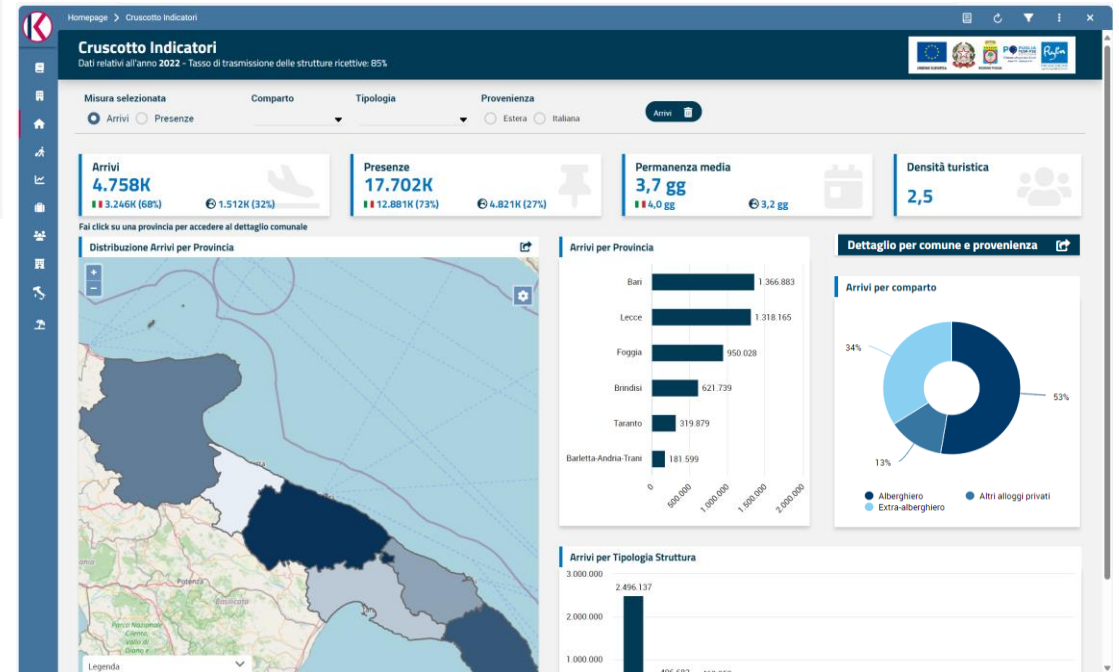 Homepage > Cruscotto Indicatori
Cruscotto Indicatori
Dati relativi all'anno 2022 - Tasso di trasmissione delle strutture ricettive: 85%
Misura selezionata
Arrivi
Presenze
Comparto
Tipologia
Provenienza
Estera
Italiana
Arrivi
Arrivi
4.758K
3.246K (68%)
1.512K (32%)
Presenze
17.702K
12.881K (73%)
4.821K (27%)
Permanenza media
3,7 gg
4,0 gg
3,2 gg
Densità turistica
2,5
Fai click su una provincia per accedere al dettaglio comunale
Distribuzione Arrivi per Provincia
+
−
Potenza
Basilicata
Parco Nazionale
Legenda
Arrivi per Provincia
Bari
1.366.883
Lecce
1.318.165
Foggia
950.028
Brindisi
621.739
Taranto
319.879
Barletta-Andria-Trani
181.599
0
500.000
1.000.000
1.500.000
2.000.000
Dettaglio per comune e provenienza
Arrivi per comparto
34%
53%
13%
Alberghiero
Altri alloggi privati
Extra-alberghiero
Arrivi per Tipologia Struttura
3.000.000
2.496.137
2.000.000
1.000.000